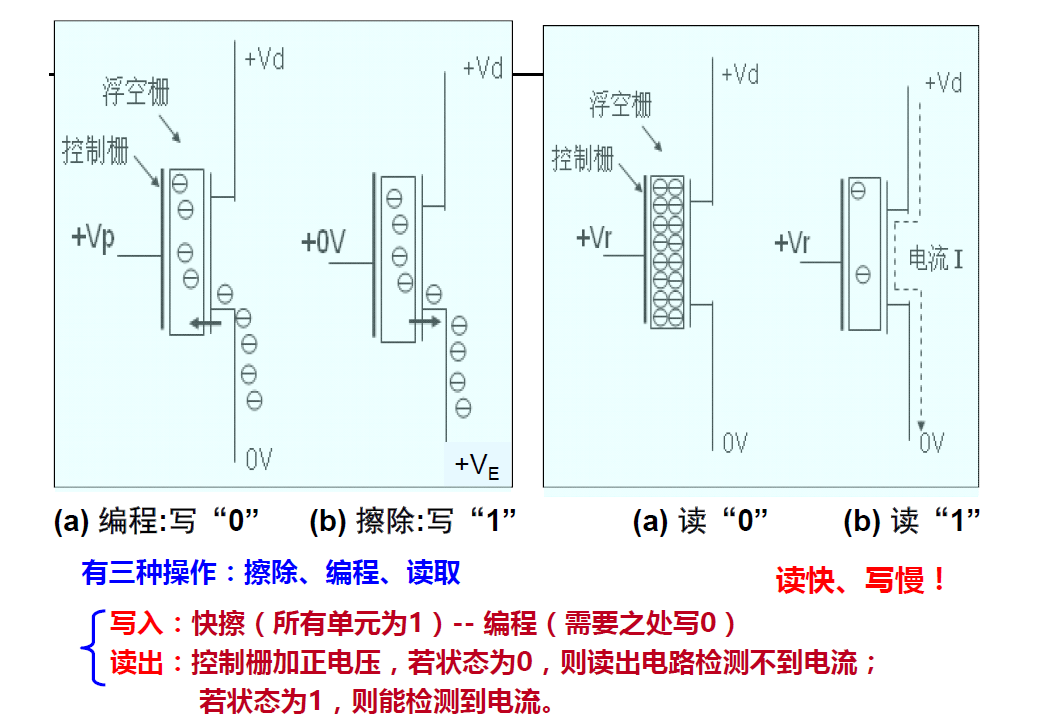 浮空栅
控制栅
+Vp
+Vd
0V
+0V
+Vd
+VE
浮空栅
控制栅
+Vr
+Vd
0V
+Vr
+Vd
电流 I
0V
(a) 编程:写“0”
(b) 擦除:写“1”
(a) 读“0”
(b) 读“1”
有三种操作：擦除、编程、读取
读快、写慢！
写入：快擦（所有单元为1）-- 编程（需要之处写0）
读出：控制栅加正电压，若状态为0，则读出电路检测不到电流；
若状态为1，则能检测到电流。